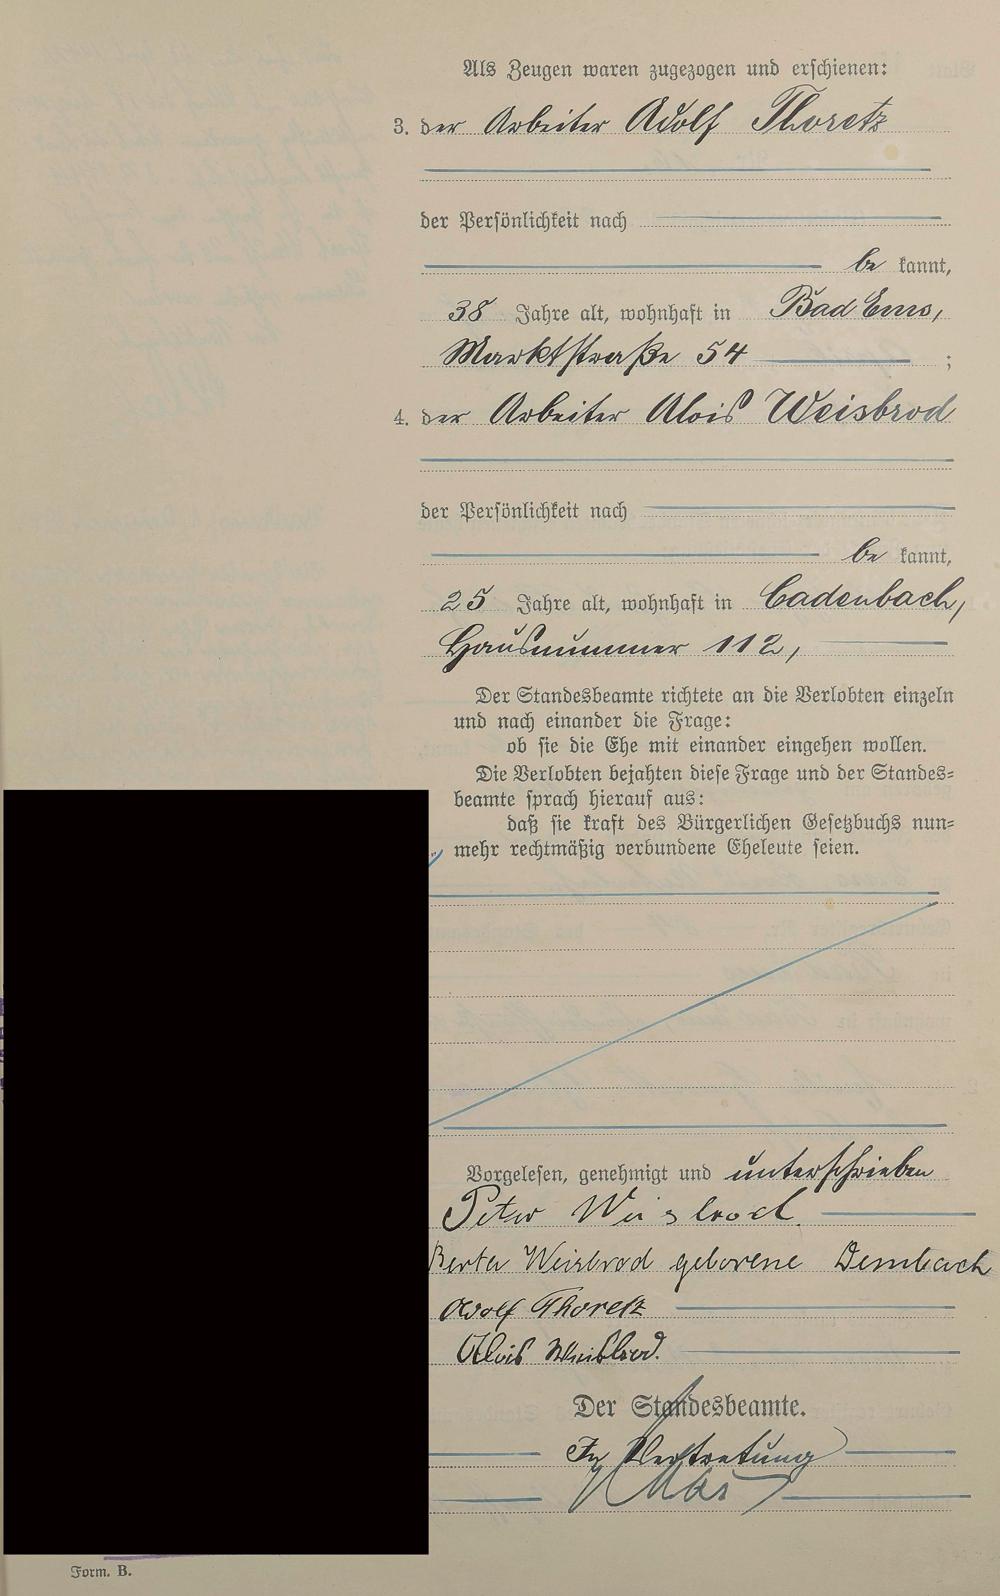 Als Zeugen waren zugezogen und erschienen:
3. der Arbeiter Adolf Thoretz
der Persönlichkeit nach
be kannt,
38 Jahre alt, wohnhaft in Bad Ems,
Marktstraße 54 ;
4. der Arbeiter Alois Weisbrod
der Persönlichkeit nach
be kannt,
25 Jahre alt, wohnhaft in Cadenbach,
Hausnummer 112,
Der Standesbeamte richtete an die Verlobten einzeln
und nach einander die Frage:
ob sie die Ehe mit einander eingehen wollen.
Die Verlobten bejahten diese Frage und der Standes=
beamte sprach hierauf aus:
daß sie kraft des Bürgerlichen Gesetzbuchs nun=
mehr rechtmäßig verbundene Eheleute seien.
Vorgelesen, genehmigt und unterschrieben
Peter Weisbrod.
Berta Weisbrod geborene Dembach
Adolf Thoretz
Alois Weisbrod.
Der Standesbeamte.
In Vertretung
Form. B.